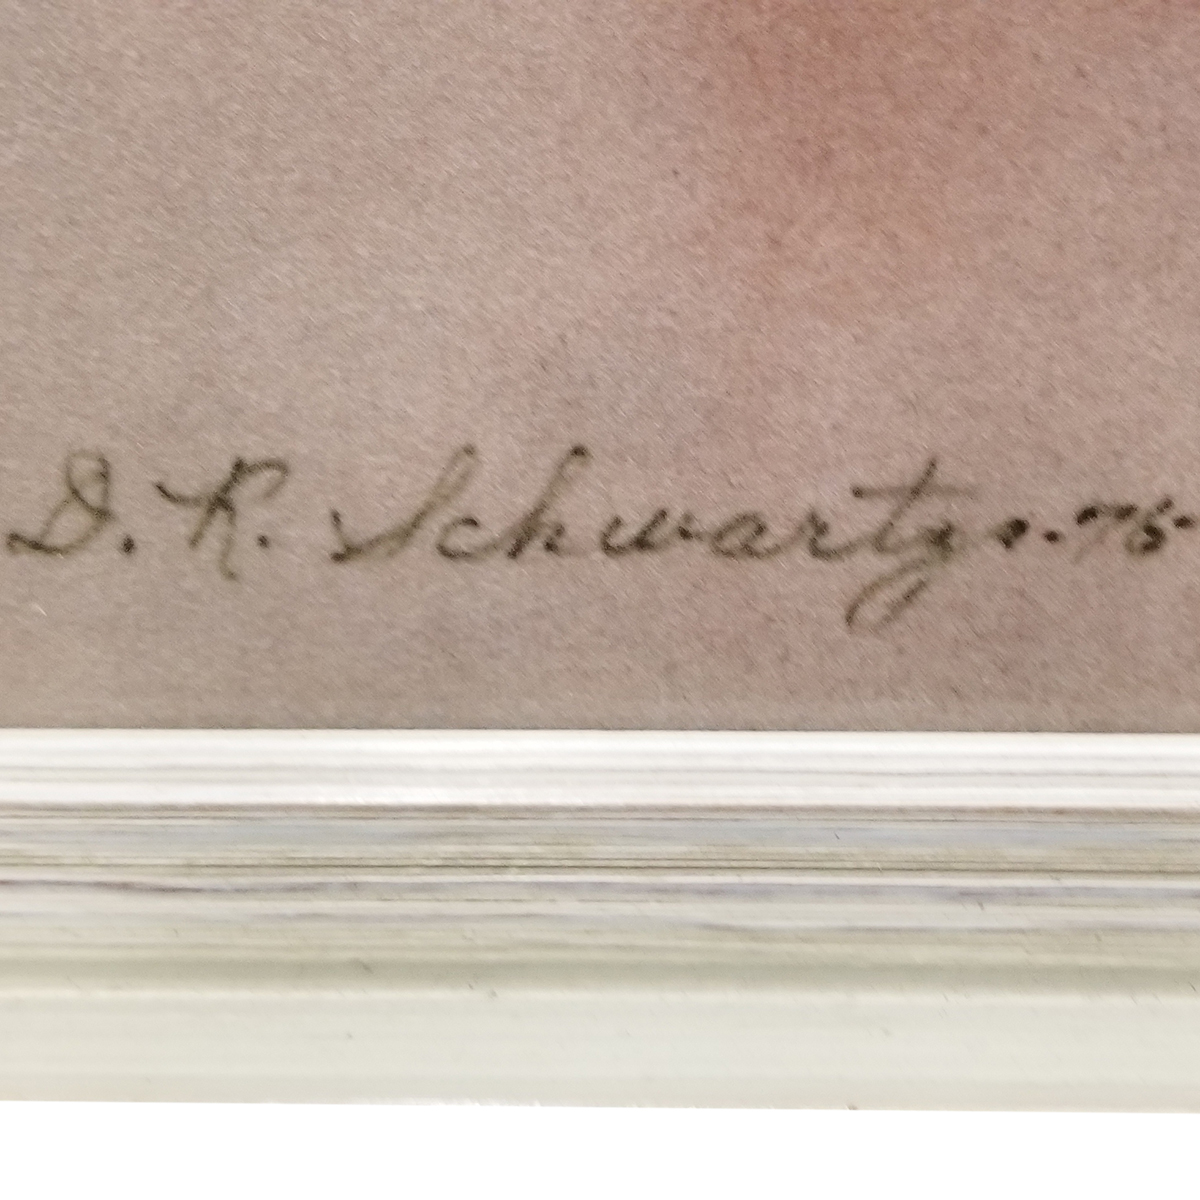 D. R. Schwartz . . 75 -